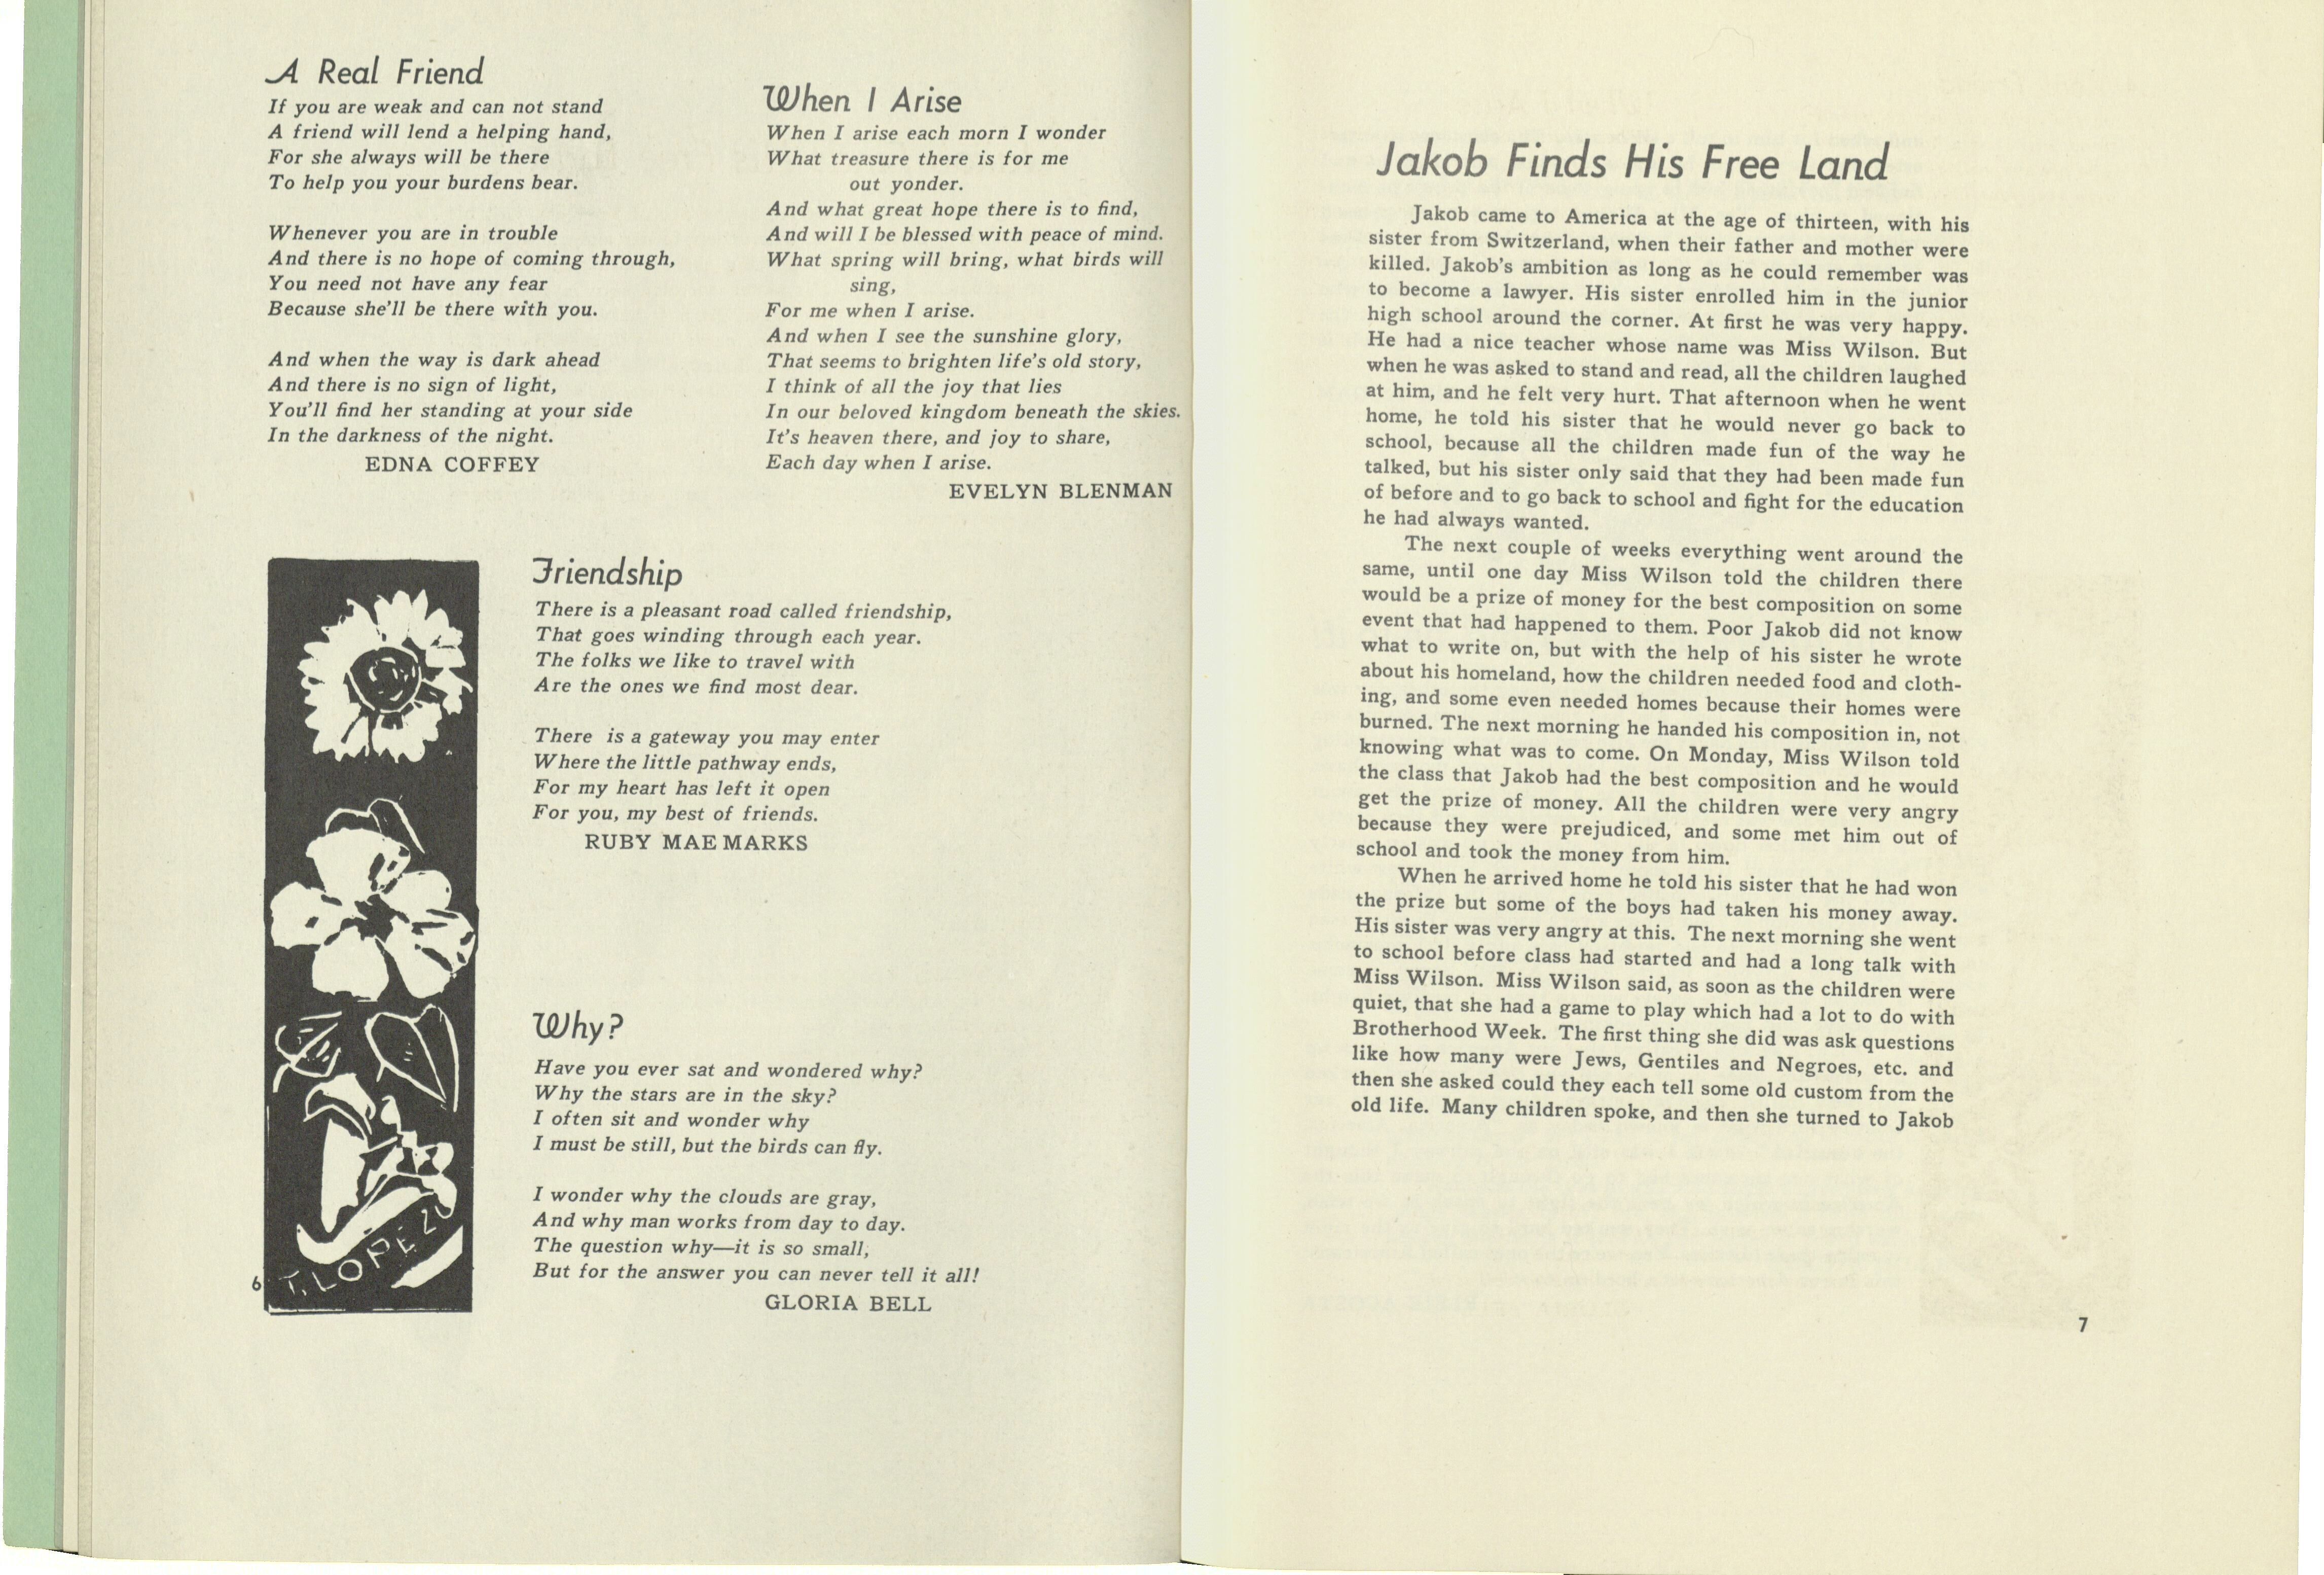 A Real Friend
If you are weak and can not stand
A friend will lend a helping hand,
For she always will be there
To help you your burdens bear.
Whenever you are in trouble
And there is no hope of coming through,
You need not have any fear
Because she'll be there with you.
And when the way is dark ahead
And there is no sign of light,
You'll find her standing at your side
In the darkness of the night.
EDNA COFFEY
When I Arise
When I arise each morn I wonder
What treasure there is for me
out yonder.
And what great hope there is to find,
And will I be blessed with peace of mind.
What spring will bring, what birds will
sing,
For me when I arise.
And when I see the sunshine glory,
That seems to brighten life's old story,
I think of all the joy that lies
In our beloved kingdom beneath the skies.
It's heaven there, and joy to share,
Each day when I arise.
EVELYN BLENMAN
Friendship
There is a pleasant road called friendship,
That goes winding through each year.
The folks we like to travel with
Are the ones we find most dear.
There is a gateway you may enter
Where the little pathway ends,
For my heart has left it open
For you, my best of friends.
RUBY MAE MARKS
Why?
Have you ever sat and wondered why?
Why the stars are in the sky?
I often sit and wonder why
I must be still, but the birds can fly.
I wonder why the clouds are gray,
And why man works from day to day.
The question why—it is so small,
But for the answer you can never tell it all!
GLORIA BELL
T. LOPEZ
6
Jakob Finds His Free Land
Jakob came to America at the age of thirteen, with his
sister from Switzerland, when their father and mother were
killed. Jakob's ambition as long as he could remember was
to become a lawyer. His sister enrolled him in the junior
high school around the corner. At first he was very happy.
He had a nice teacher whose name was Miss Wilson. But
when he was asked to stand and read, all the children laughed
at him, and he felt very hurt. That afternoon when he went
home, he told his sister that he would never go back to
school, because all the children made fun of the way he
talked, but his sister only said that they had been made fun
of before and to go back to school and fight for the education
he had always wanted.
The next couple of weeks everything went around the
same, until one day Miss Wilson told the children there
would be a prize of money for the best composition on some
event that had happened to them. Poor Jakob did not know
what to write on, but with the help of his sister he wrote
about his homeland, how the children needed food and cloth-
ing, and some even needed homes because their homes were
burned. The next morning he handed his composition in, not
knowing what was to come. On Monday, Miss Wilson told
the class that Jakob had the best composition and he would
get the prize of money. All the children were very angry
because they were prejudiced, and some met him out of
school and took the money from him.
When he arrived home he told his sister that he had won
the prize but some of the boys had taken his money away.
His sister was very angry at this. The next morning she went
to school before class had started and had a long talk with
Miss Wilson. Miss Wilson said, as soon as the children were
quiet, that she had a game to play which had a lot to do with
Brotherhood Week. The first thing she did was ask questions
like how many were Jews, Gentiles and Negroes, etc. and
then she asked could they each tell some old custom from the
old life. Many children spoke, and then she turned to Jakob
7